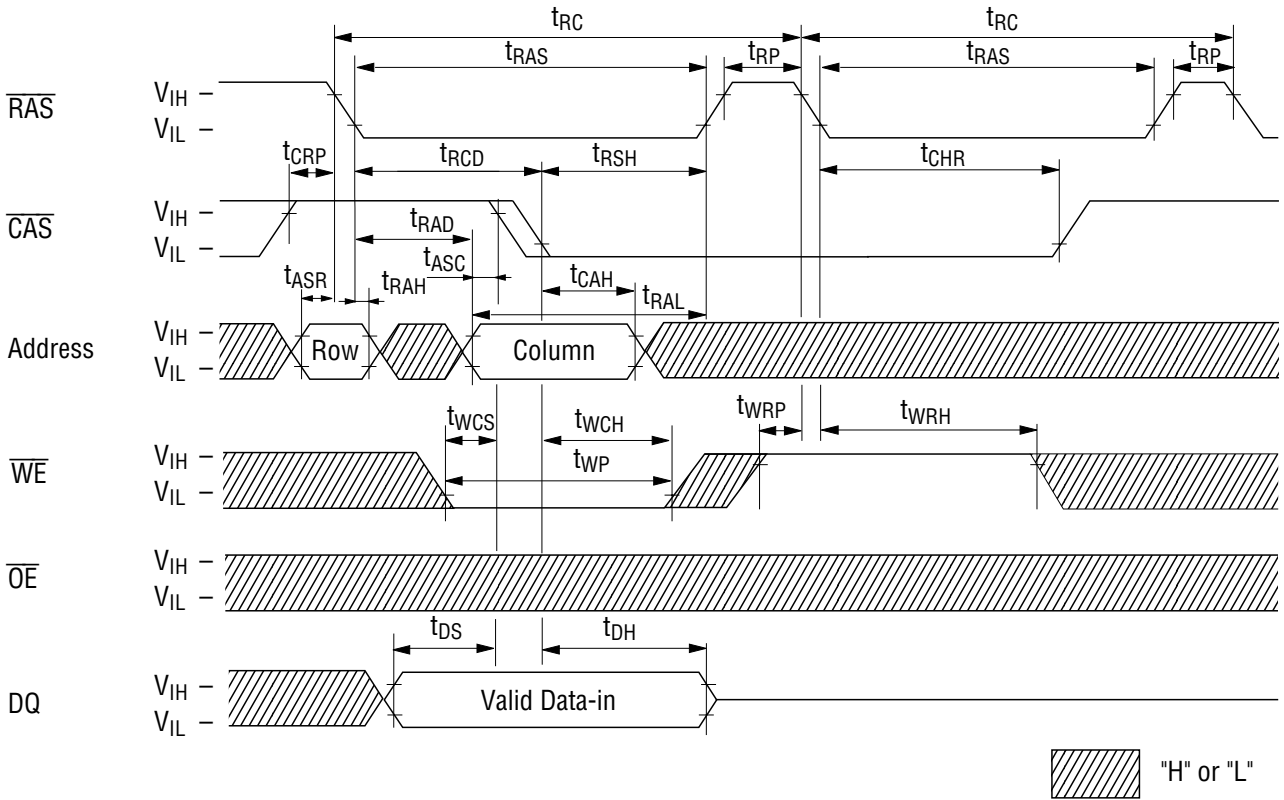 tRC tRC
tRAS tRP tRAS tRP
RAS VIH –
VIL –
tCRP tRCD tRSH tCHR
CAS VIH –
VIL –
tRAD
tASC
tASR tRAH tCAH
tRAL
Address VIH –
VIL –
Row Column
tWCS tWCH tWRP tWRH
tWP
WE VIH –
VIL –
OE VIH –
VIL –
tDS tDH
DQ VIH –
VIL –
Valid Data-in
"H" or "L"